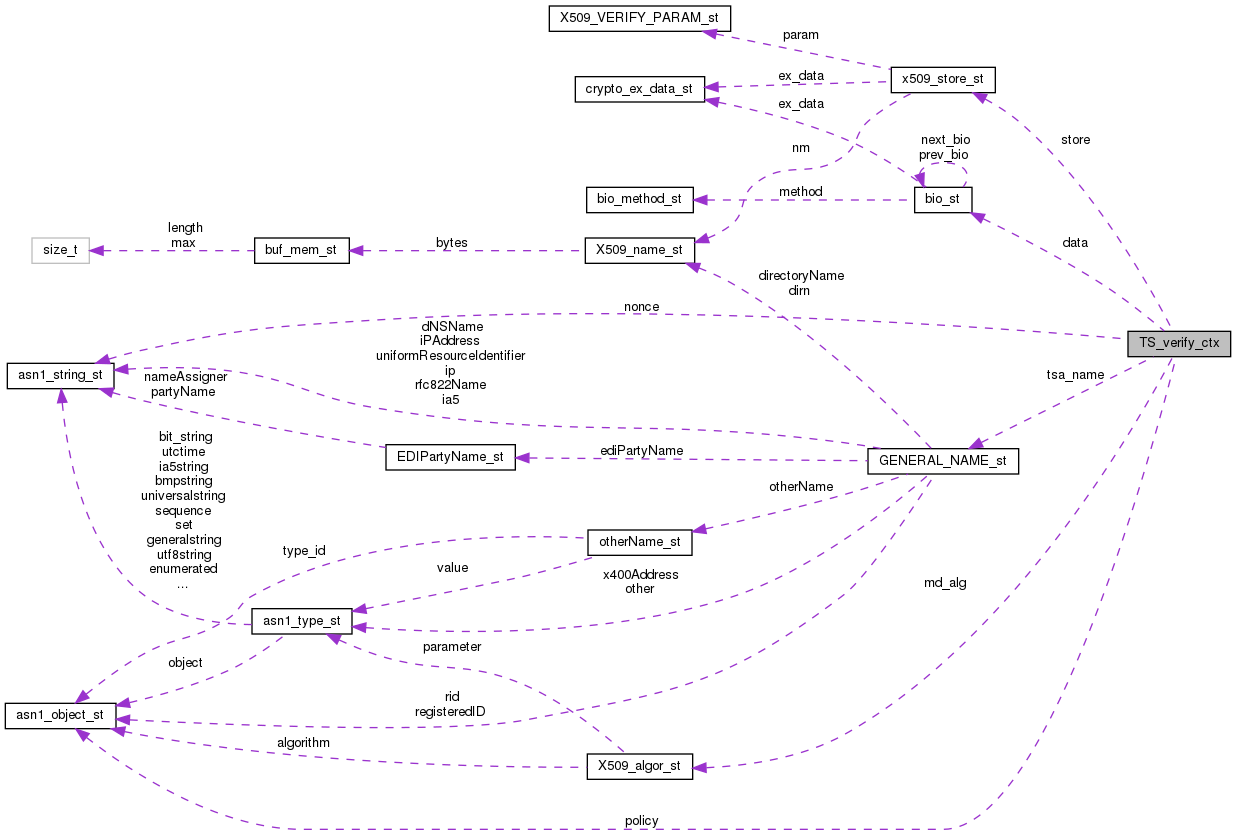 X509_VERIFY_PARAM_st
param
x509_store_st
ex_data
crypto_ex_data_st
ex_data
next_bio
prev_bio
store
nm
method
bio_method_st
bio_st
length
max
size_t
buf_mem_st
bytes
X509_name_st
data
directoryName
dirn
nonce
dNSName
iPAddress
uniformResourceIdentifier
ip
rfc822Name
ia5
TS_verify_ctx
asn1_string_st
nameAssigner
partyName
tsa_name
bit_string
utctime
ia5string
bmpstring
universalstring
sequence
set
generalstring
utf8string
enumerated
...
EDIPartyName_st
ediPartyName
GENERAL_NAME_st
otherName
type_id
otherName_st
value
x400Address
other
md_alg
asn1_type_st
parameter
object
rid
registeredID
asn1_object_st
algorithm
X509_algor_st
policy